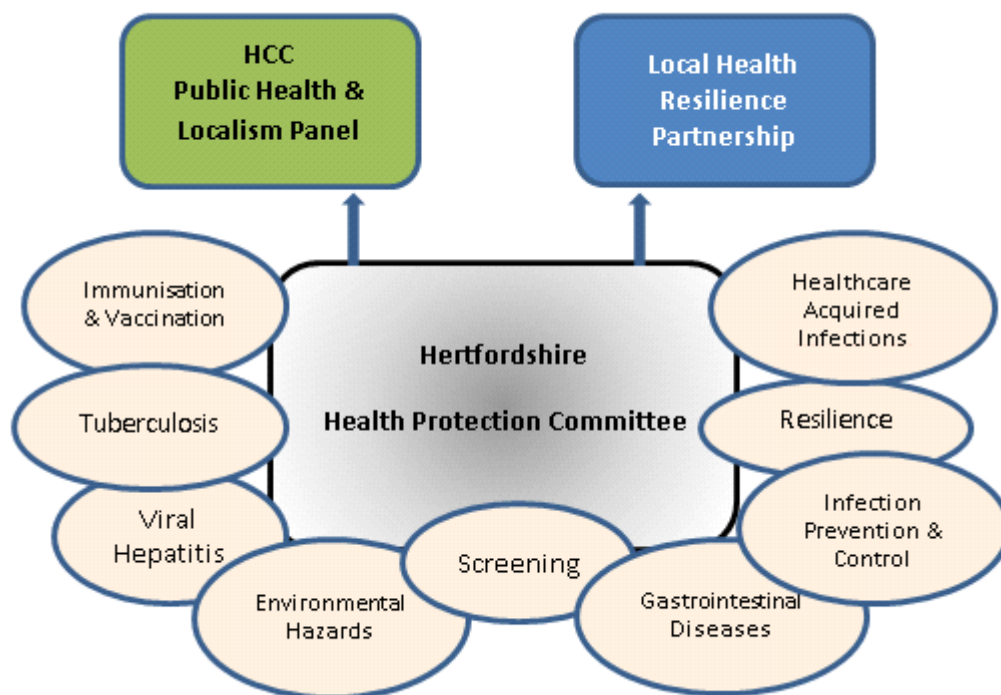 HCC
Public Health &
Localism Panel
Local Health
Resilience
Partnership
Immunisation
& Vaccination
Healthcare
Acquired
Infections
Hertfordshire
Health Protection Committee
Tuberculosis
Resilience
Viral
Hepatitis
Infection
Prevention &
Control
Environmental
Hazards
Screening
Gastrointestinal
Diseases